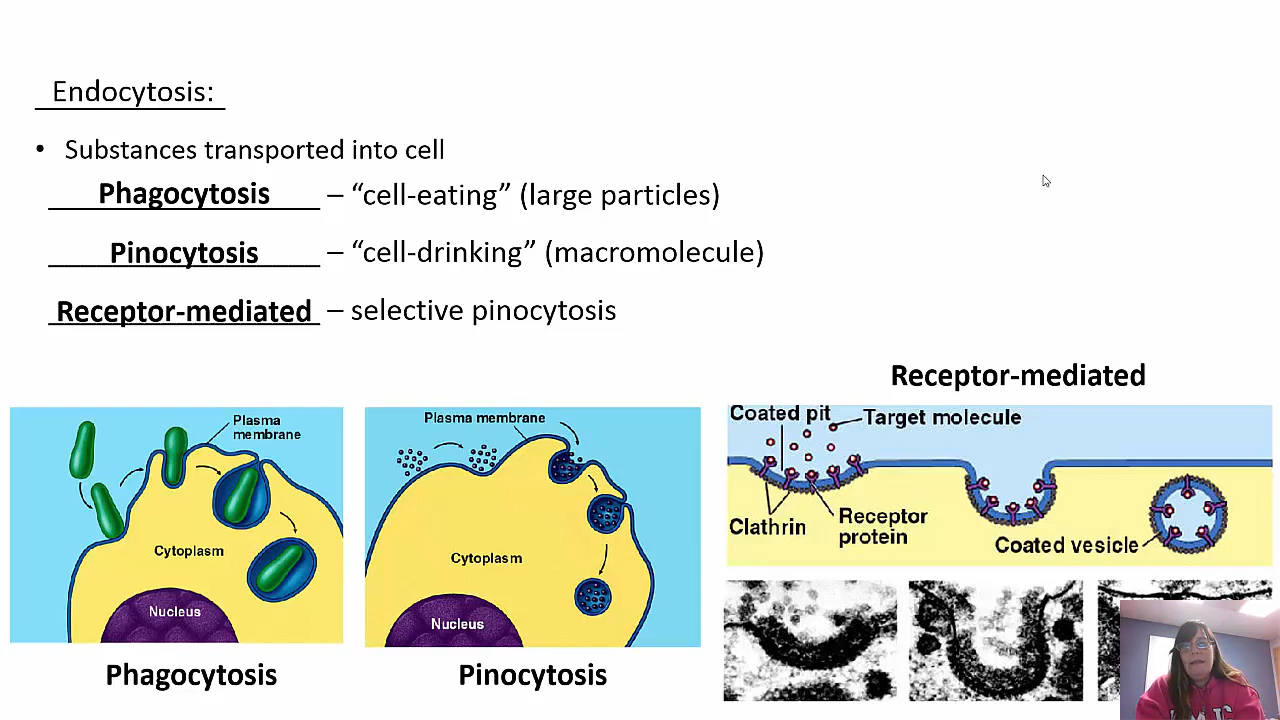 Endocytosis:
• Substances transported into cell
Phagocytosis – “cell-eating” (large particles)
Pinocytosis – “cell-drinking” (macromolecule)
Receptor-mediated – selective pinocytosis
Receptor-mediated
Plasma
membrane
Cytoplasm
Nucleus
Phagocytosis
Plasma membrane
Cytoplasm
Nucleus
Pinocytosis
Coated pit
Target molecule
Clathrin
Receptor
protein
Coated vesicle